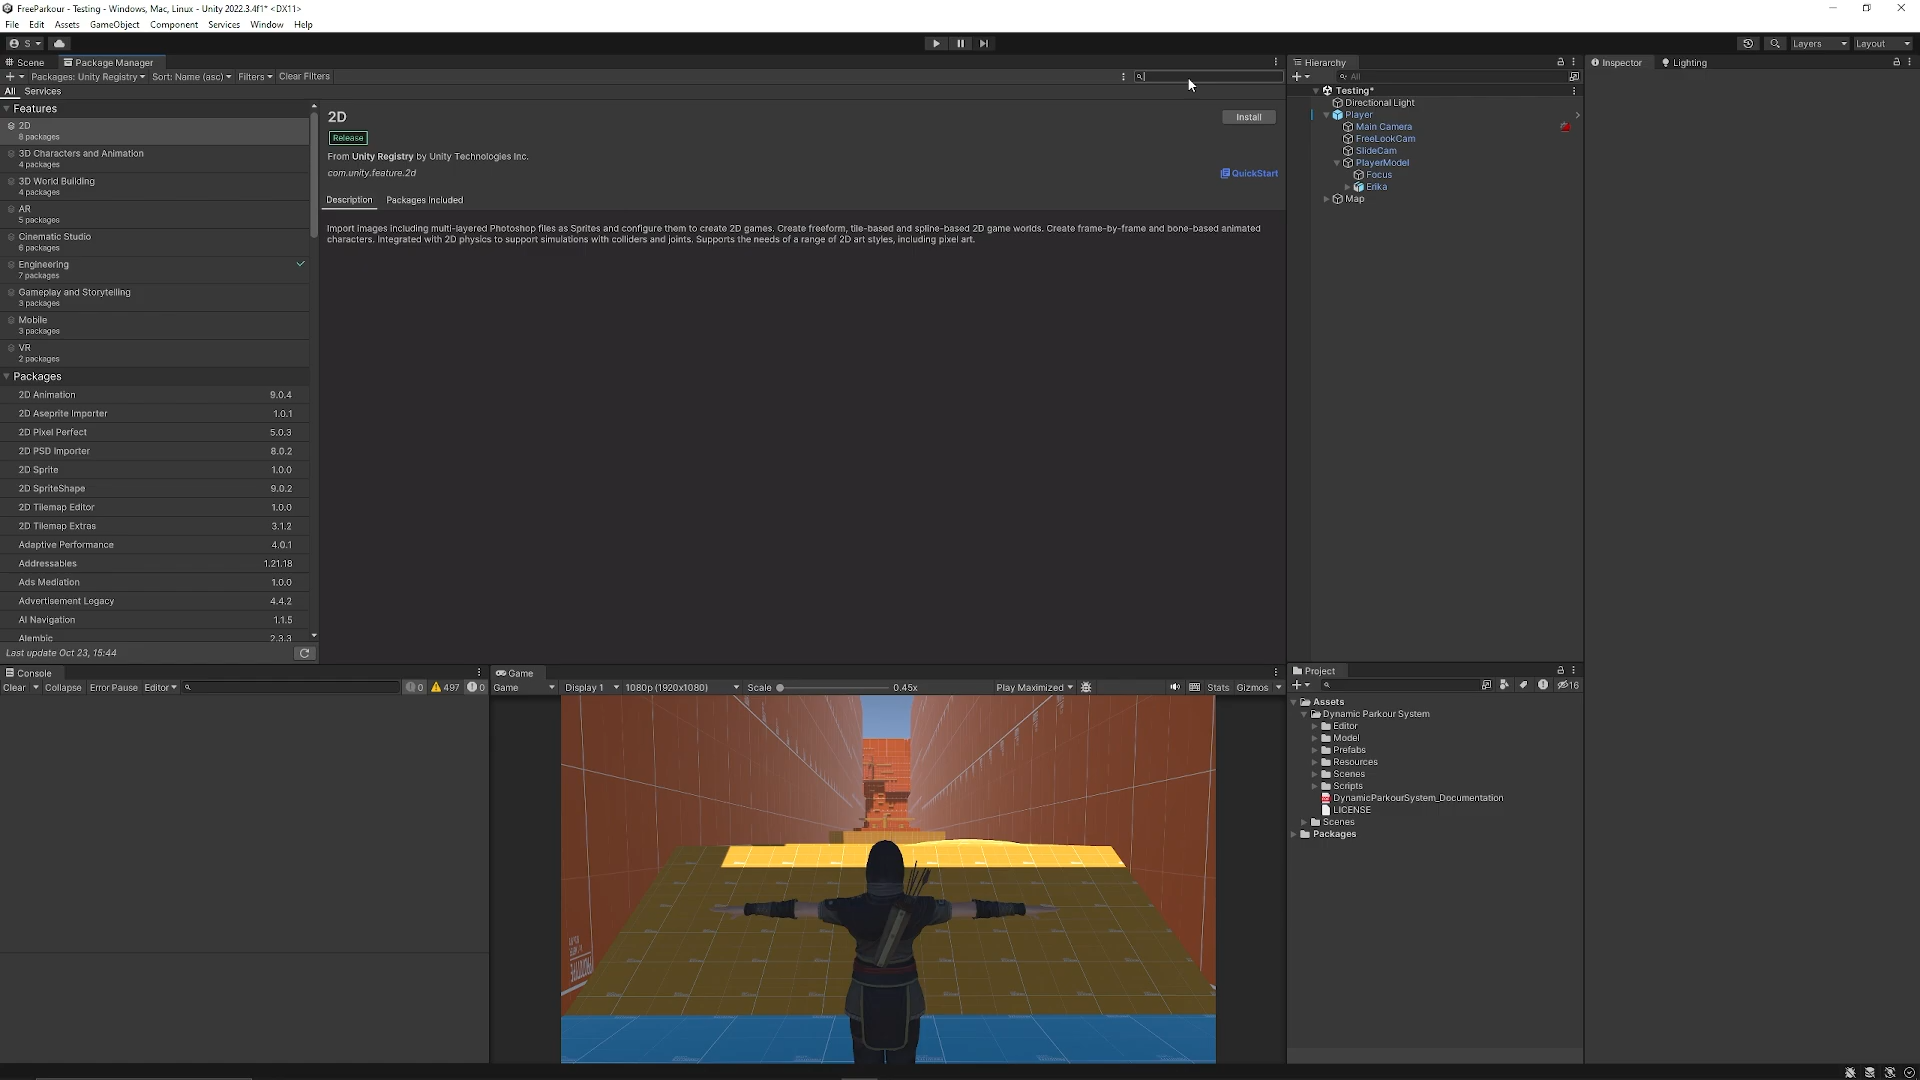 FreeParkour - Testing - Windows, Mac, Linux - Unity 2022.3.4f1* <DX11>
File Edit Assets GameObject Component Services Window Help
S
Layers Layout
Scene Package Manager
Packages: Unity Registry Sort: Name (asc) Filters Clear Filters
All Services
Features
2D
8 packages
3D Characters and Animation
4 packages
3D World Building
4 packages
AR
5 packages
Cinematic Studio
6 packages
Engineering
7 packages
Gameplay and Storytelling
3 packages
Mobile
3 packages
VR
2 packages
Packages
2D Animation 9.0.4
2D Aseprite Importer 1.0.1
2D Pixel Perfect 5.0.3
2D PSD Importer 8.0.2
2D Sprite 1.0.0
2D SpriteShape 9.0.2
2D Tilemap Editor 1.0.0
2D Tilemap Extras 3.1.2
Adaptive Performance 4.0.1
Addressables 1.21.18
Ads Mediation 1.0.0
Advertisement Legacy 4.4.2
AI Navigation 1.1.5
Alembic 2.3.3
Last update Oct 23, 15:44
2D
Install
Release
From Unity Registry by Unity Technologies Inc.
com.unity.feature.2d
QuickStart
Description Packages Included
Import images including multi-layered Photoshop files as Sprites and configure them to create 2D games. Create freeform, tile-based and spline-based 2D game worlds. Create frame-by-frame and bone-based animated
characters. Integrated with 2D physics to support simulations with colliders and joints. Supports the needs of a range of 2D art styles, including pixel art.
Hierarchy
All
Testing*
Directional Light
Player
Main Camera
FreeLookCam
SlideCam
PlayerModel
Focus
Erika
Map
Inspector Lighting
Console
Clear Collapse Error Pause Editor
0 497 0
Game
Game Display 1 1080p (1920x1080) Scale 0.45x Play Maximized Stats Gizmos
PROTOTYPE
Project
16
Assets
Dynamic Parkour System
Editor
Model
Prefabs
Resources
Scenes
Scripts
DynamicParkourSystem_Documentation
LICENSE
Scenes
Packages